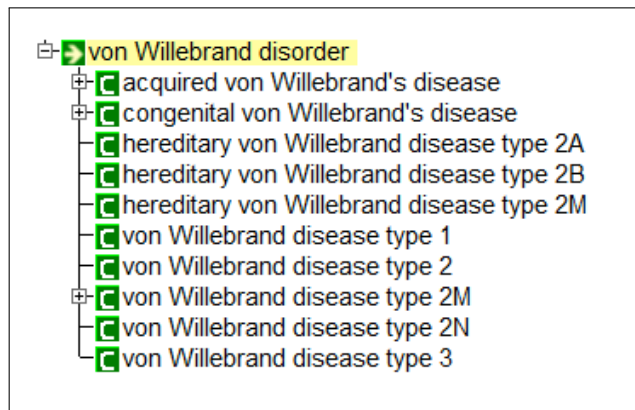 von Willebrand disorder
acquired von Willebrand's disease
congenital von Willebrand's disease
hereditary von Willebrand disease type 2A
hereditary von Willebrand disease type 2B
hereditary von Willebrand disease type 2M
von Willebrand disease type 1
von Willebrand disease type 2
von Willebrand disease type 2M
von Willebrand disease type 2N
von Willebrand disease type 3